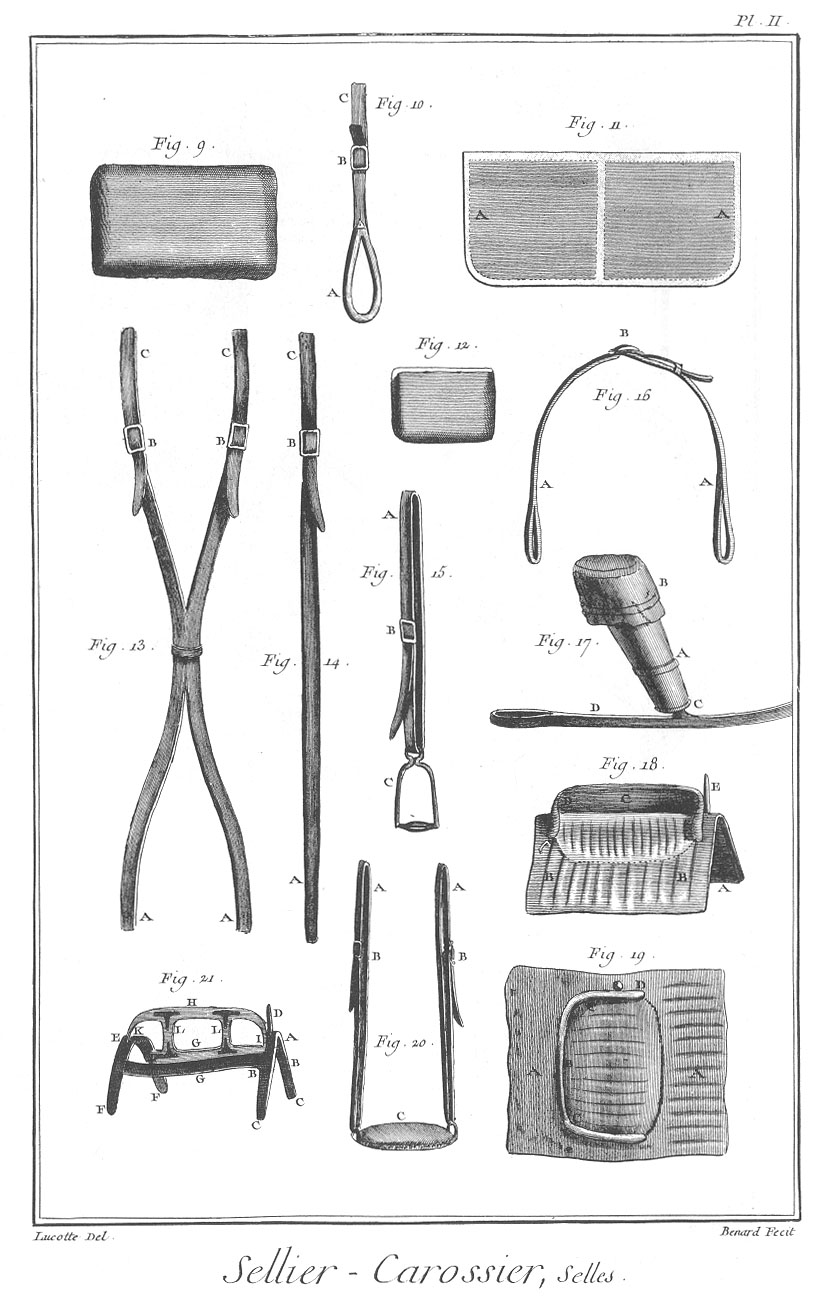 Pl. II.
Fig. 9.
C Fig. 10.
B
A
Fig. 11.
A A
C C
B B
Fig. 13.
A A
C
B
Fig. 14.
A
Fig. 12.
A
Fig. 15.
B
C
B
Fig. 16
A A
B
Fig. 17.
A
C
D
Fig. 18.
E
D C
B B
A
Fig. 19.
D
C
A B A
C
A A
B B
Fig. 20.
C
Fig. 21.
H
D
E K L L I A
G
B B
G
F F
C C
Lucotte Del.
Benard Fecit
Sellier - Carossier, Selles.